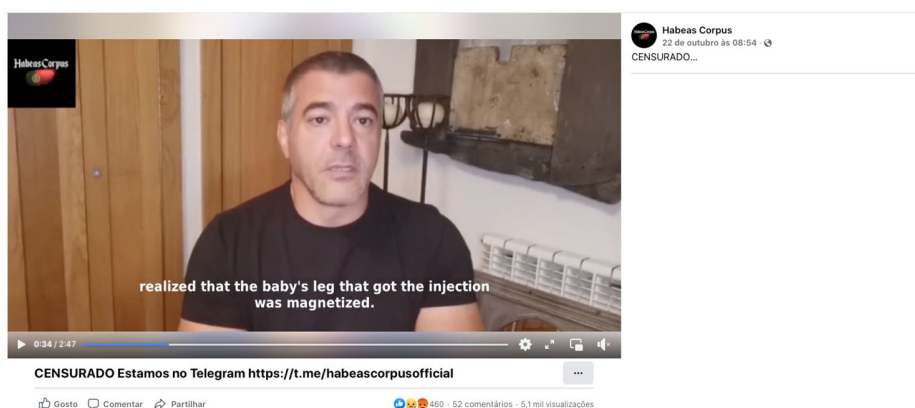 HabeasCorpus
realized that the baby's leg that got the injection
was magnetized.
0:34 / 2:47
CENSURADO Estamos no Telegram https://t.me/habeascorpusofficial
Gosto Comentar Partilhar
460 · 52 comentários · 5,1 mil visualizações
Habeas Corpus
22 de outubro às 08:54 ·
CENSURADO...